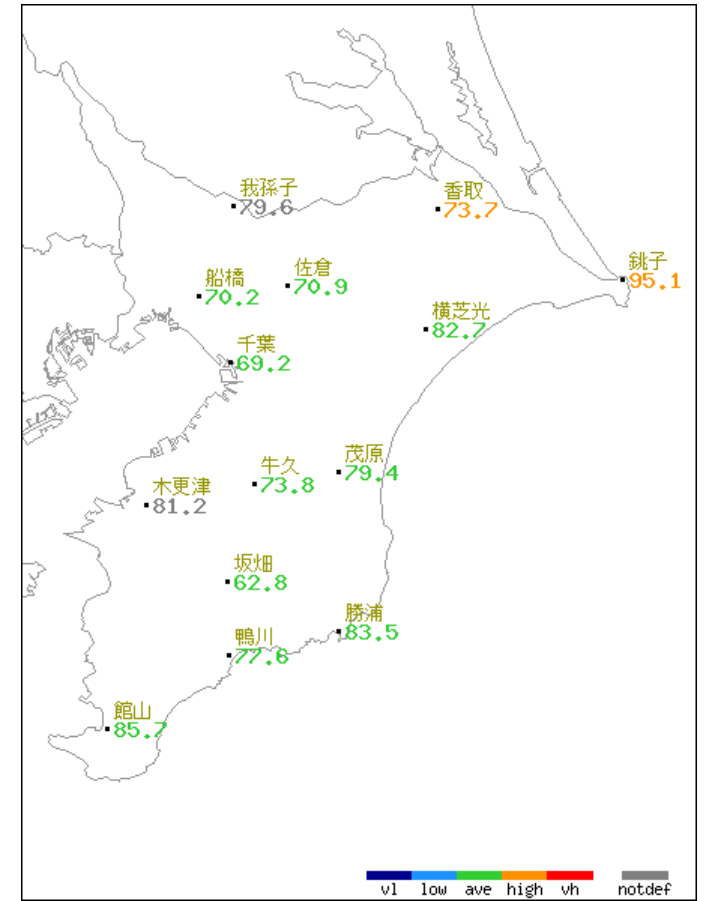 我孫子
79.6
香取
73.7
銚子
95.1
船橋
70.2
佐倉
70.9
横芝光
82.7
千葉
69.2
茂原
79.4
牛久
73.8
木更津
81.2
坂畑
62.8
勝浦
83.5
鴨川
77.6
館山
85.7
vl low ave high vh notdef